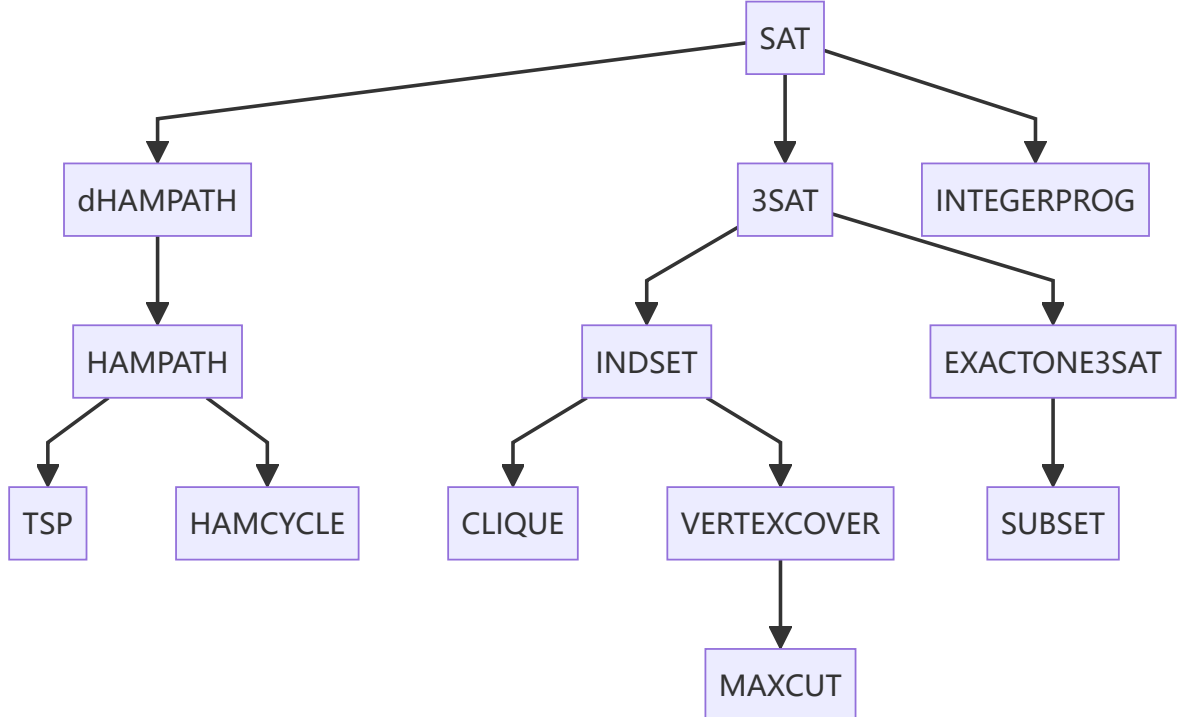 SAT
dHAMPATH
3SAT
INTEGERPROG
HAMPATH
INDSET
EXACTONE3SAT
TSP
HAMCYCLE
CLIQUE
VERTEXCOVER
SUBSET
MAXCUT